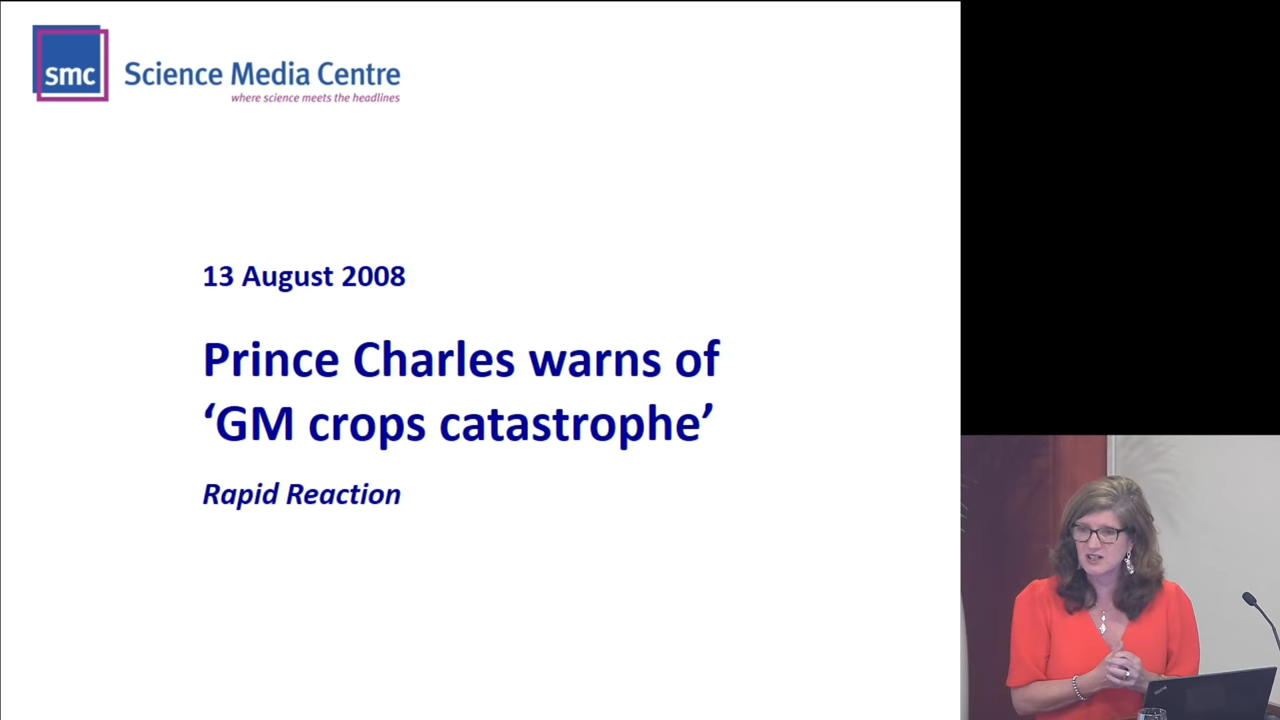 smc
Science Media Centre
where science meets the headlines
13 August 2008
Prince Charles warns of
‘GM crops catastrophe’
Rapid Reaction